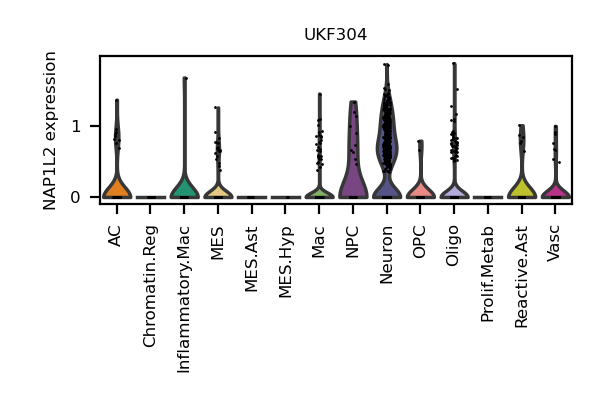 UKF304
NAP1L2 expression
1
0
AC
Chromatin.Reg
Inflammatory.Mac
MES
MES.Ast
MES.Hyp
Mac
NPC
Neuron
OPC
Oligo
Prolif.Metab
Reactive.Ast
Vasc